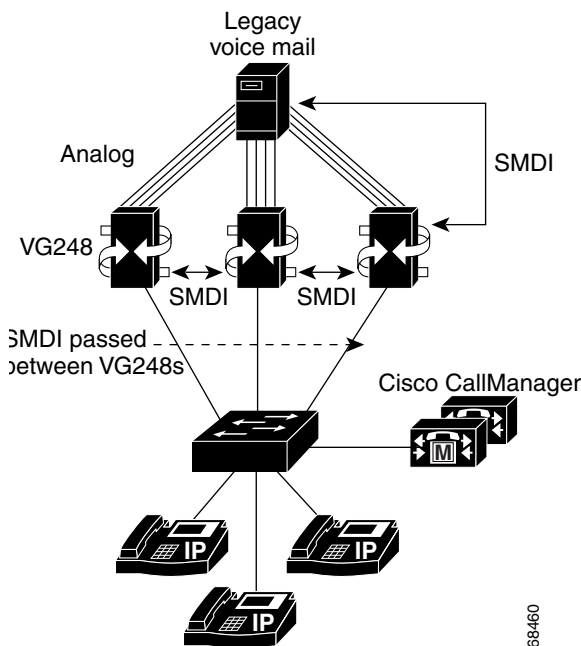 Legacy
voice mail
Analog
SMDI
VG248
SMDI
SMDI
SMDI passed
between VG248s
Cisco CallManager
M
IP
IP
IP
68460